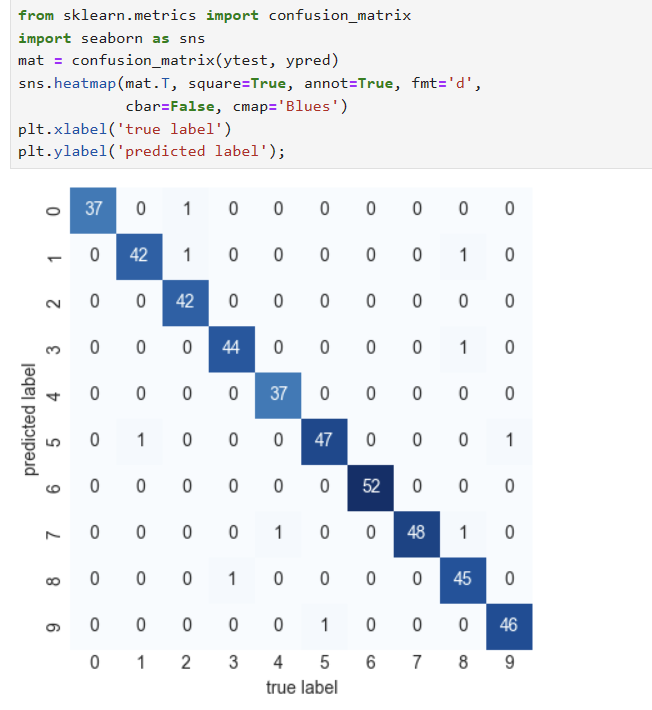 from sklearn.metrics import confusion_matrix
import seaborn as sns
mat = confusion_matrix(ytest, ypred)
sns.heatmap(mat.T, square=True, annot=True, fmt='d',
            cbar=False, cmap='Blues')
plt.xlabel('true label')
plt.ylabel('predicted label');
predicted label
0 37 0 1 0 0 0 0 0 0 0
1 0 42 1 0 0 0 0 0 1 0
2 0 0 42 0 0 0 0 0 0 0
3 0 0 0 44 0 0 0 0 1 0
4 0 0 0 0 37 0 0 0 0 0
5 0 1 0 0 0 47 0 0 0 1
6 0 0 0 0 0 0 52 0 0 0
7 0 0 0 0 1 0 0 48 1 0
8 0 0 0 1 0 0 0 0 45 0
9 0 0 0 0 0 1 0 0 0 46
0 1 2 3 4 5 6 7 8 9
true label